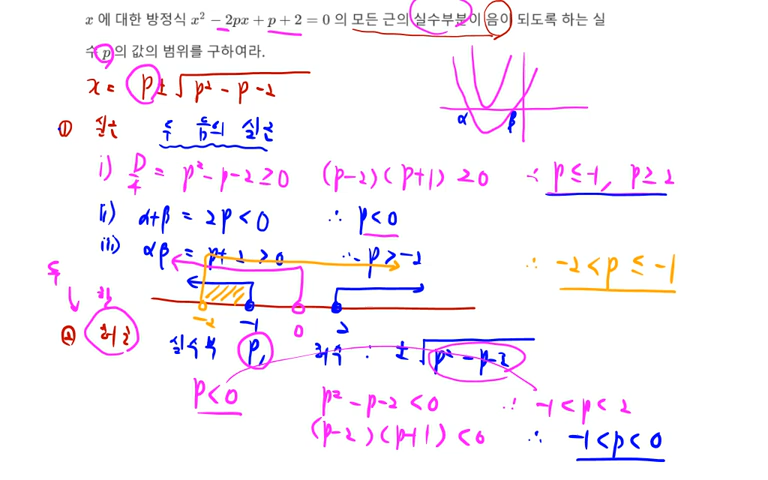 x 에 대한 방정식 x² − 2px + p + 2 = 0 의 모든 근의 실수부분이 음이 되도록 하는 실
수 p의 값의 범위를 구하여라.
x = p ± √(p² - p - 2)
① 실근 두 음의 실근
α β
i) D/4 = p² - p - 2 ≥ 0 (p-2)(p+1) ≥ 0 ∴ p ≤ -1, p ≥ 2
ii) α+β = 2p < 0 ∴ p < 0
iii) αβ = p+2 > 0 ∴ p > -2 ∴ -2 < p ≤ -1
-2 -1 0 2
② 허근 실수부 p, 허수 ∴ ± √(p² - p - 2)
p < 0 p² - p - 2 < 0 ∴ -1 < p < 2
(p-2)(p+1) < 0 ∴ -1 < p < 0